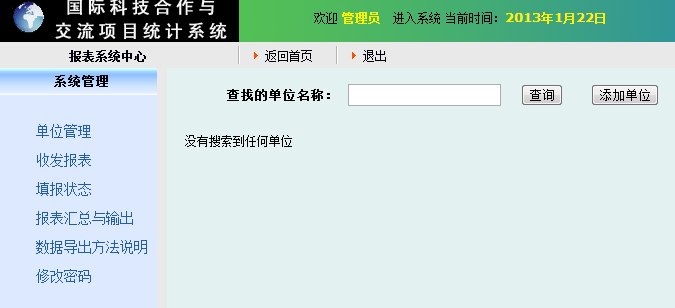 国际科技合作与
交流项目统计系统
欢迎 管理员 进入系统 当前时间：2013年1月22日
报表系统中心 返回首页 退出
系统管理
查找的单位名称： 查询 添加单位
没有搜索到任何单位
单位管理
收发报表
填报状态
报表汇总与输出
数据导出方法说明
修改密码